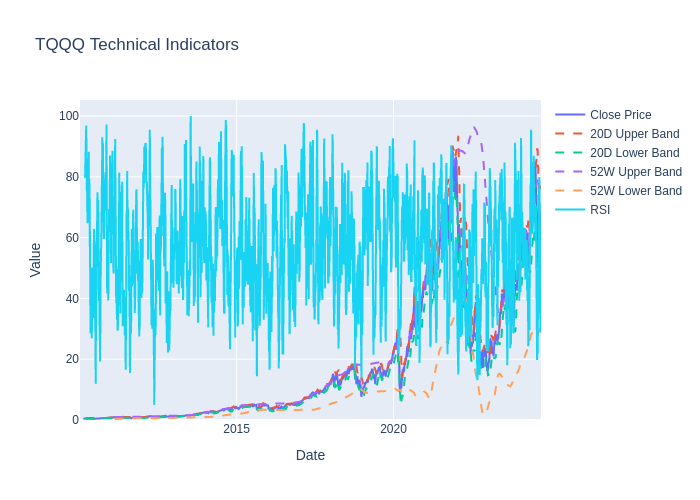 TQQQ Technical Indicators
100
80
60
40
20
0
2015
2020
Value
Date
Close Price
20D Upper Band
20D Lower Band
52W Upper Band
52W Lower Band
RSI